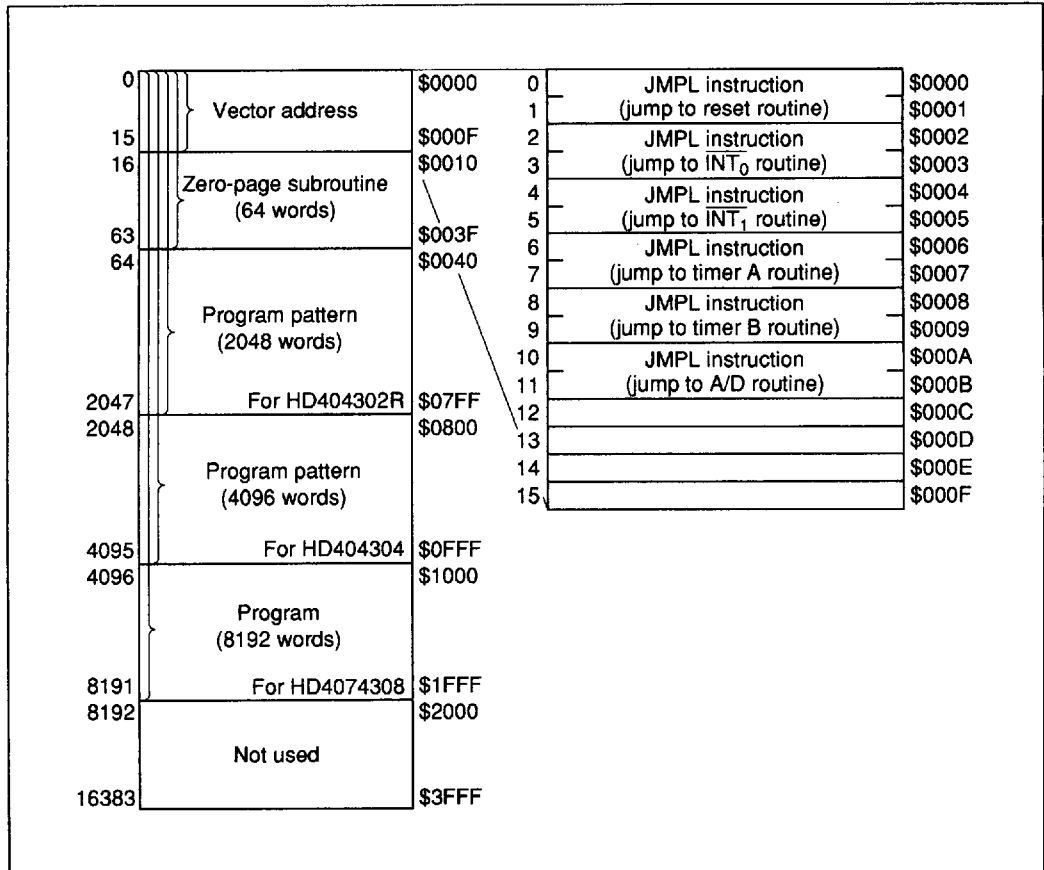 0 $0000
Vector address
15 $000F
16 $0010
Zero-page subroutine
(64 words)
63 $003F
64 $0040
Program pattern
(2048 words)
2047 For HD404302R $07FF
2048 $0800
Program pattern
(4096 words)
4095 For HD404304 $0FFF
4096 $1000
Program
(8192 words)
8191 For HD4074308 $1FFF
8192 $2000
Not used
16383 $3FFF
0 JMPL instruction $0000
1 (jump to reset routine) $0001
2 JMPL instruction $0002
3 (jump to INT0 routine) $0003
4 JMPL instruction $0004
5 (jump to INT1 routine) $0005
6 JMPL instruction $0006
7 (jump to timer A routine) $0007
8 JMPL instruction $0008
9 (jump to timer B routine) $0009
10 JMPL instruction $000A
11 (jump to A/D routine) $000B
12 $000C
13 $000D
14 $000E
15 $000F